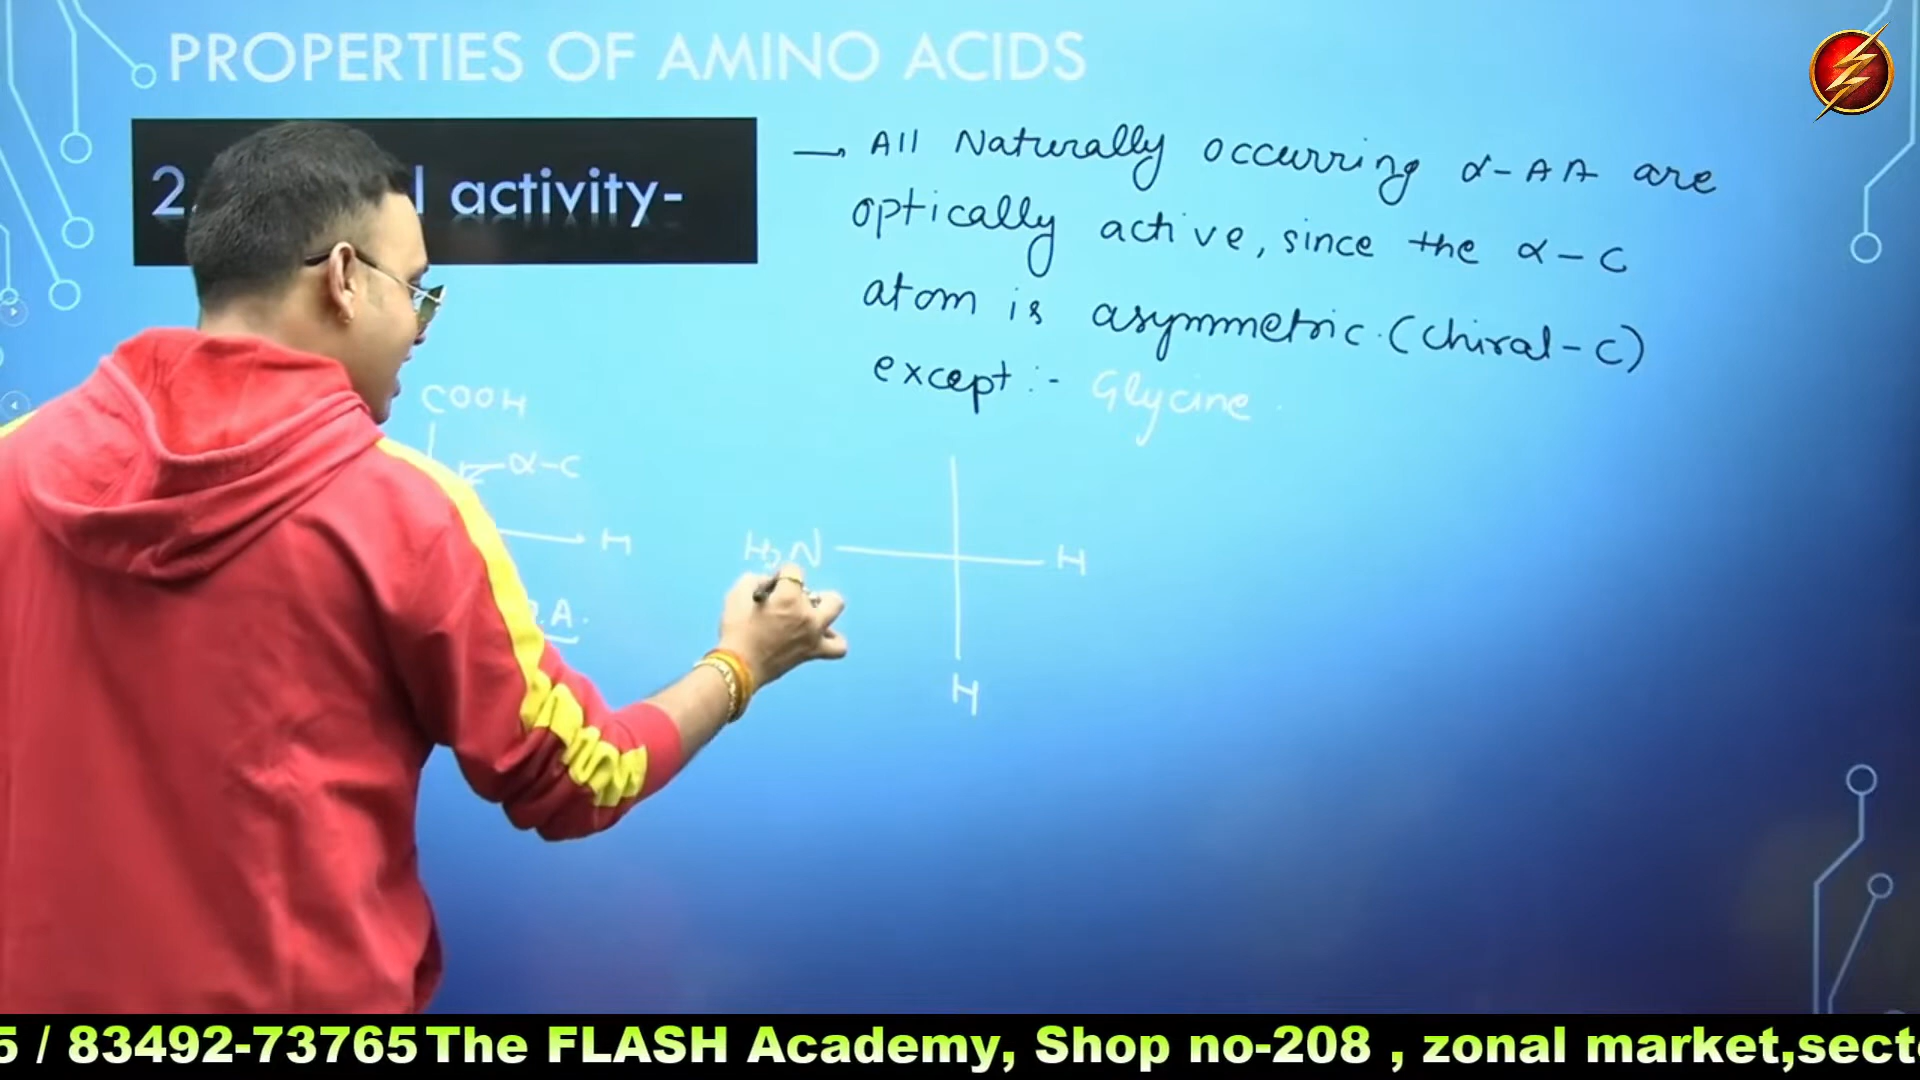 PROPERTIES OF AMINO ACIDS
2. l activity-
→ All Naturally occurring α-AA are
optically active, since the α-C
atom is asymmetric. (Chiral-C)
except :- Glycine.
COOH
α-C
H
.A.
H₂N
H
H
5 / 83492-73765 The FLASH Academy, Shop no-208 , zonal market,sect